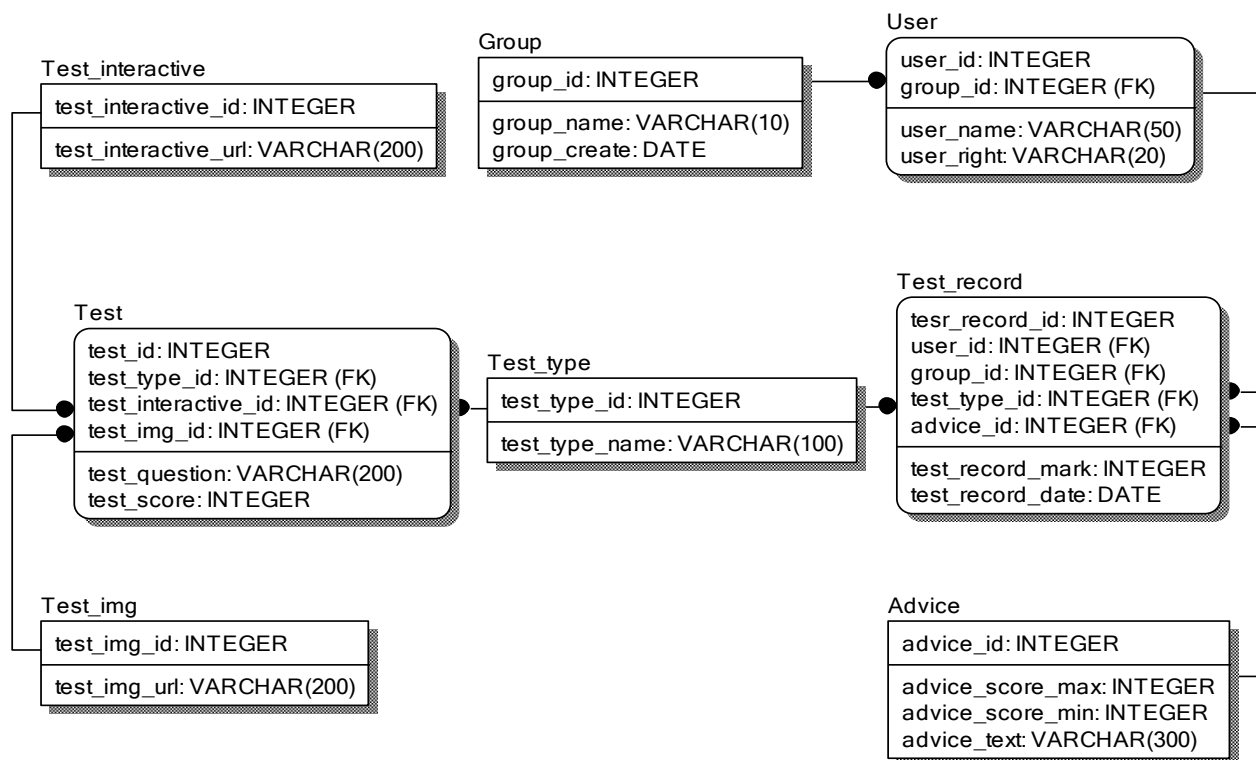 User
user_id: INTEGER
group_id: INTEGER (FK)
user_name: VARCHAR(50)
user_right: VARCHAR(20)
Group
group_id: INTEGER
group_name: VARCHAR(10)
group_create: DATE
Test_interactive
test_interactive_id: INTEGER
test_interactive_url: VARCHAR(200)
Test
test_id: INTEGER
test_type_id: INTEGER (FK)
test_interactive_id: INTEGER (FK)
test_img_id: INTEGER (FK)
test_question: VARCHAR(200)
test_score: INTEGER
Test_type
test_type_id: INTEGER
test_type_name: VARCHAR(100)
Test_record
tesr_record_id: INTEGER
user_id: INTEGER (FK)
group_id: INTEGER (FK)
test_type_id: INTEGER (FK)
advice_id: INTEGER (FK)
test_record_mark: INTEGER
test_record_date: DATE
Test_img
test_img_id: INTEGER
test_img_url: VARCHAR(200)
Advice
advice_id: INTEGER
advice_score_max: INTEGER
advice_score_min: INTEGER
advice_text: VARCHAR(300)